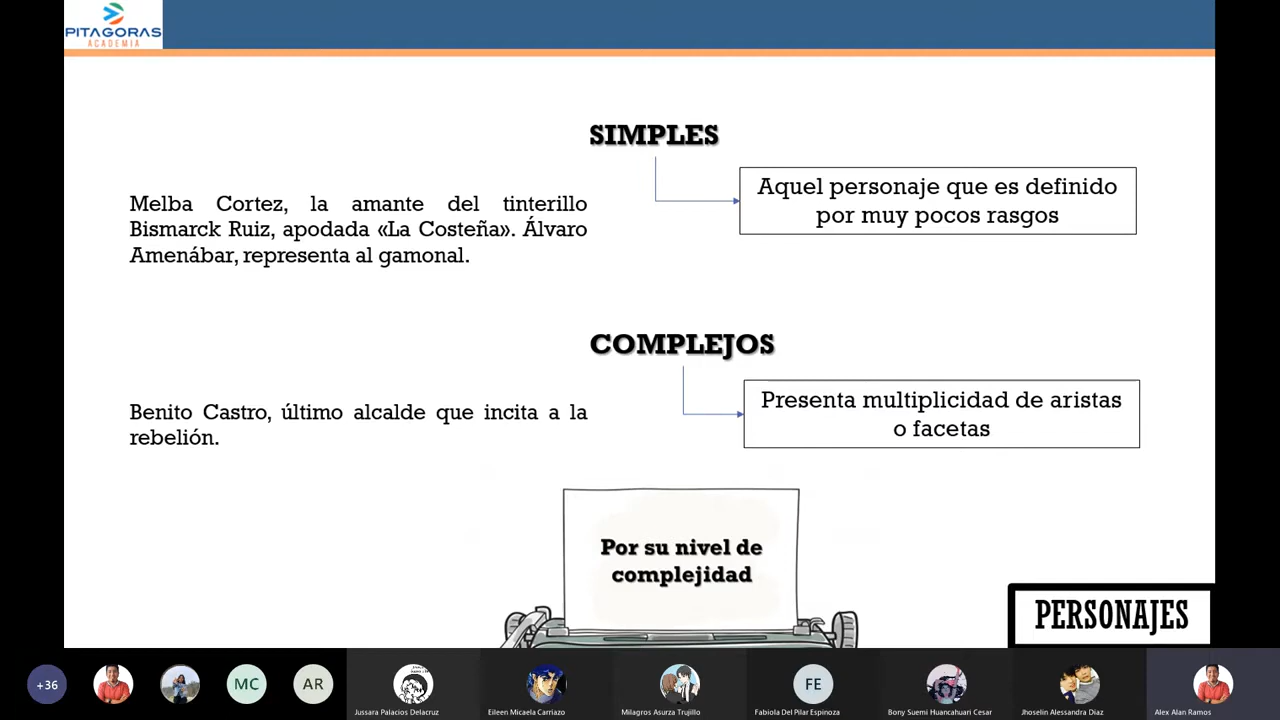 PITAGORAS
ACADEMIA
SIMPLES
Aquel personaje que es definido
por muy pocos rasgos
Melba Cortez, la amante del tinterillo
Bismarck Ruiz, apodada «La Costeña». Álvaro
Amenábar, representa al gamonal.
COMPLEJOS
Presenta multiplicidad de aristas
o facetas
Benito Castro, último alcalde que incita a la
rebelión.
Por su nivel de
complejidad
PERSONAJES
+36
MC
AR
FE
Jussara Palacios Delacruz
Eileen Micaela Carriazo
Milagros Asurza Trujillo
Fabiola Del Pilar Espinoza
Bony Suemi Huancahuari Cesar
Jhoselin Alessandra Diaz
Alex Alan Ramos